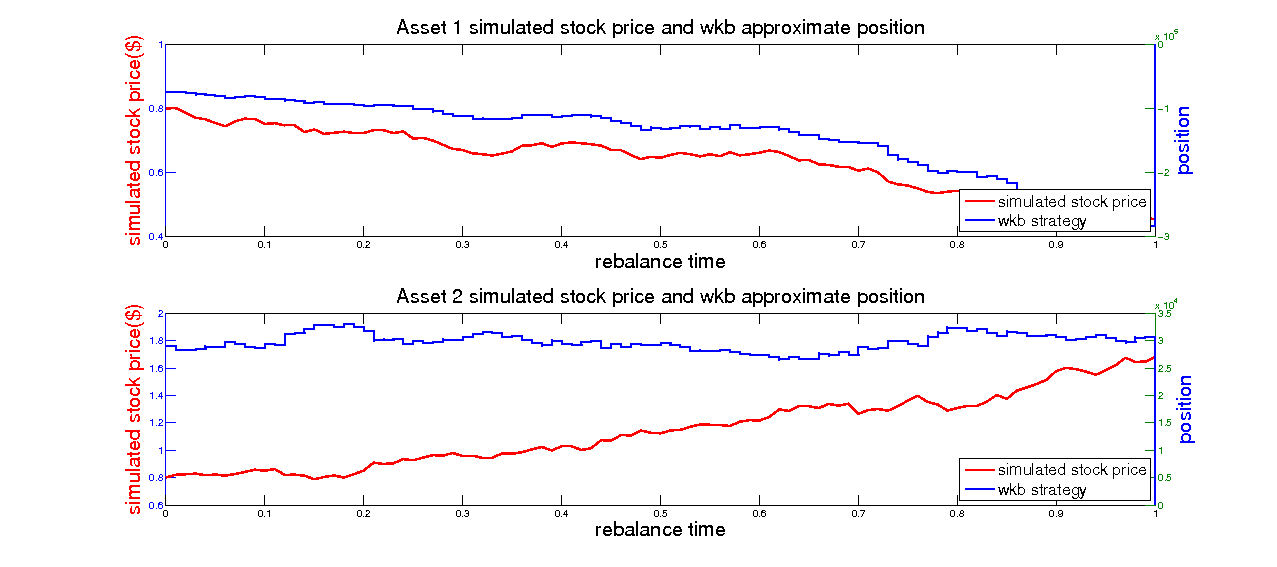 Asset 1 simulated stock price and wkb approximate position
x 10^5
simulated stock price($)
1
0.8
0.6
0.4
0
-1
-2
-3
position
simulated stock price
wkb strategy
0 0.1 0.2 0.3 0.4 0.5 0.6 0.7 0.8 0.9 1
rebalance time
Asset 2 simulated stock price and wkb approximate position
x 10^4
simulated stock price($)
2
1.8
1.6
1.4
1.2
1
0.8
0.6
3.5
3
2.5
2
1.5
1
0.5
0
position
simulated stock price
wkb strategy
0 0.1 0.2 0.3 0.4 0.5 0.6 0.7 0.8 0.9 1
rebalance time